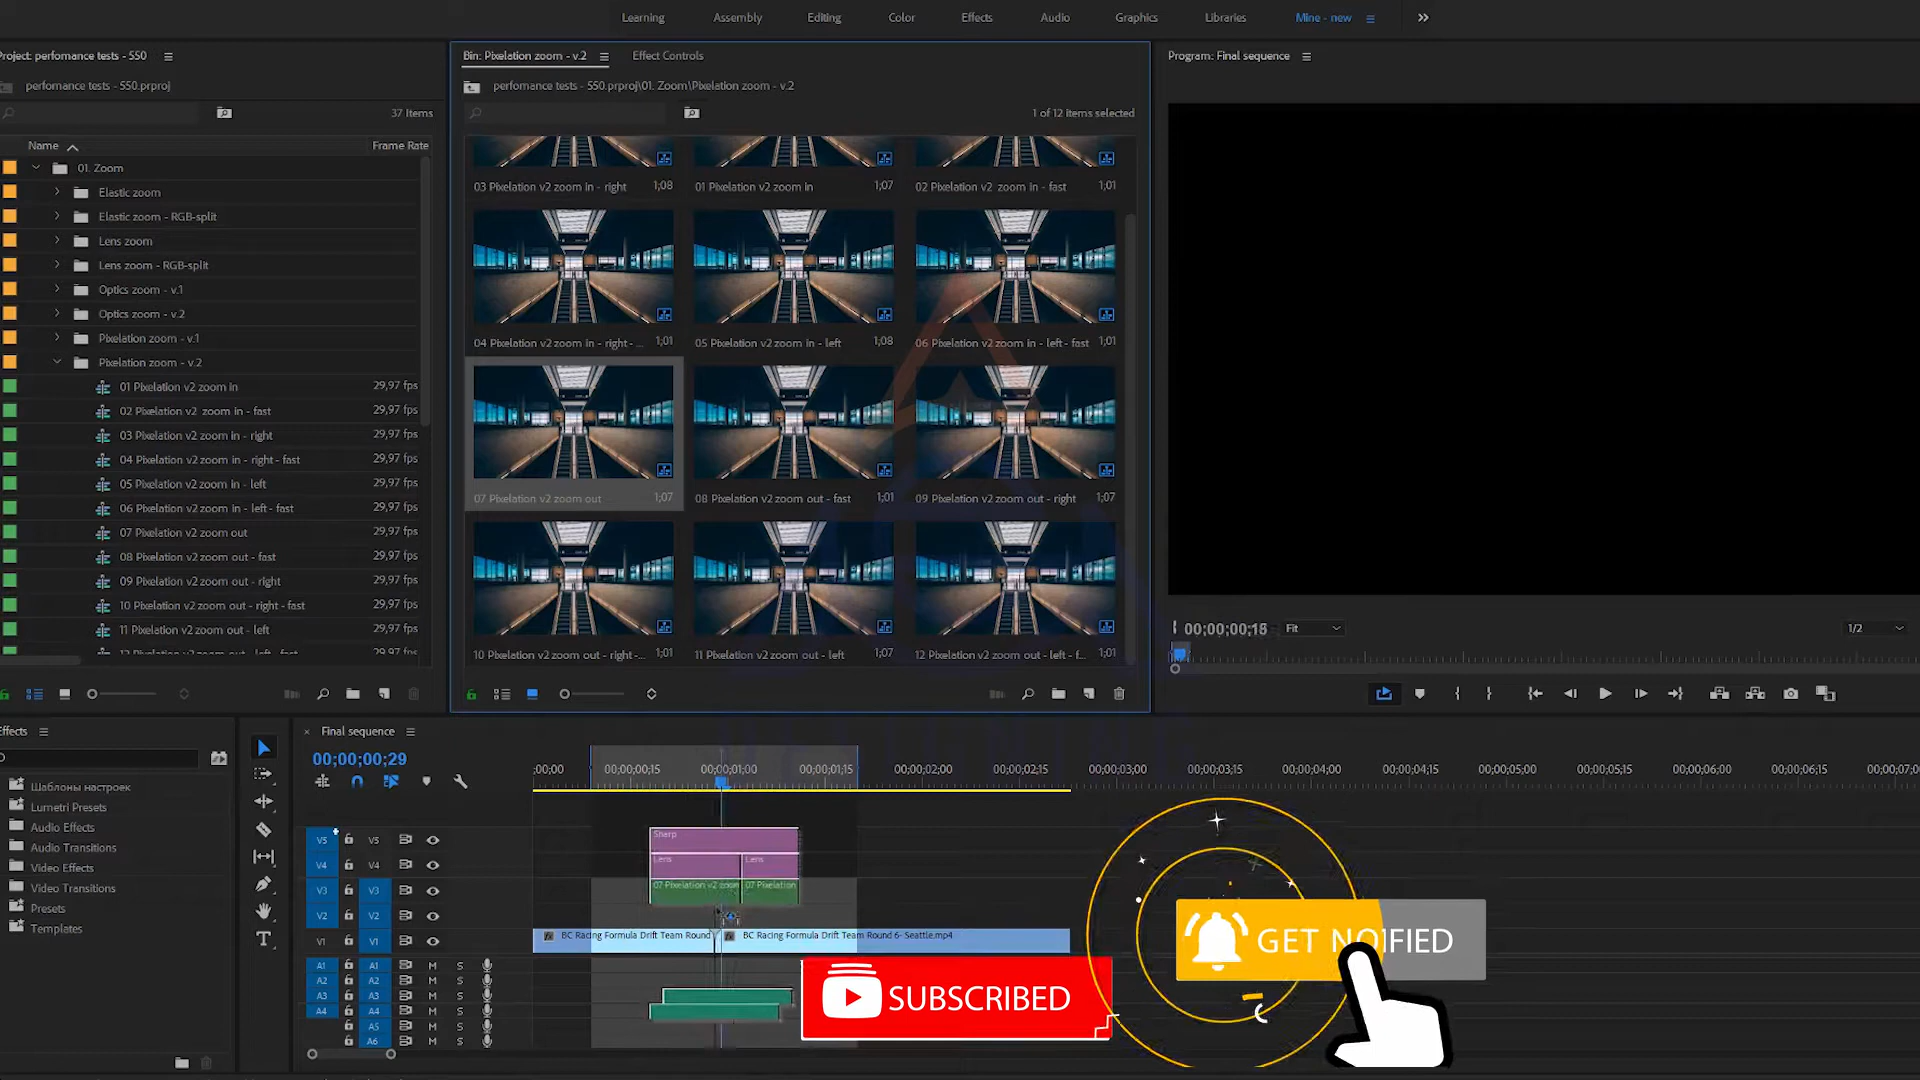 Learning Assembly Editing Color Effects Audio Graphics Libraries Mine - new
Project: perfomance tests - 550
perfomance tests - 550.prproj
37 Items
Name Frame Rate
01. Zoom
Elastic zoom
Elastic zoom - RGB-split
Lens zoom
Lens zoom - RGB-split
Optics zoom - v.1
Optics zoom - v.2
Pixelation zoom - v.1
Pixelation zoom - v.2
01 Pixelation v2 zoom in 29,97 fps
02 Pixelation v2 zoom in - fast 29,97 fps
03 Pixelation v2 zoom in - right 29,97 fps
04 Pixelation v2 zoom in - right - fast 29,97 fps
05 Pixelation v2 zoom in - left 29,97 fps
06 Pixelation v2 zoom in - left - fast 29,97 fps
07 Pixelation v2 zoom out 29,97 fps
08 Pixelation v2 zoom out - fast 29,97 fps
09 Pixelation v2 zoom out - right 29,97 fps
10 Pixelation v2 zoom out - right - fast 29,97 fps
11 Pixelation v2 zoom out - left 29,97 fps
Bin: Pixelation zoom - v.2 Effect Controls
perfomance tests - 550.prproj\01. Zoom\Pixelation zoom - v.2
1 of 12 items selected
03 Pixelation v2 zoom in - right 1;08 01 Pixelation v2 zoom in 1;07 02 Pixelation v2 zoom in - fast 1;01
04 Pixelation v2 zoom in - right - ... 1;01 05 Pixelation v2 zoom in - left 1;08 06 Pixelation v2 zoom in - left - fast 1;01
07 Pixelation v2 zoom out 1;07 08 Pixelation v2 zoom out - fast 1;01 09 Pixelation v2 zoom out - right 1;07
10 Pixelation v2 zoom out - right -... 1;01 11 Pixelation v2 zoom out - left 1;07 12 Pixelation v2 zoom out - left - f... 1;01
Program: Final sequence
00;00;00;15 Fit 1/2
Effects
Шаблоны настроек
Lumetri Presets
Audio Effects
Audio Transitions
Video Effects
Video Transitions
Presets
Templates
Final sequence
00;00;00;29
;00;00 00;00;00;15 00;00;01;00 00;00;01;15 00;00;02;00 00;00;02;15 00;00;03;00 00;00;03;15 00;00;04;00 00;00;04;15 00;00;05;00 00;00;05;15 00;00;06;00 00;00;06;15 00;00;07;0
V5 V5 Sharp
V4 V4 Lens Lens
V3 V3 07 Pixelation v2 zoom 07 Pixelation
V2 V2
V1 V1 BC Racing Formula Drift Team Round BC Racing Formula Drift Team Round 6- Seattle.mp4
A1 A1 M S
A2 A2 M S
A3 A3 M S
A4 A4 M S
A5 M S
A6 M S
SUBSCRIBED
GET NOIFIED